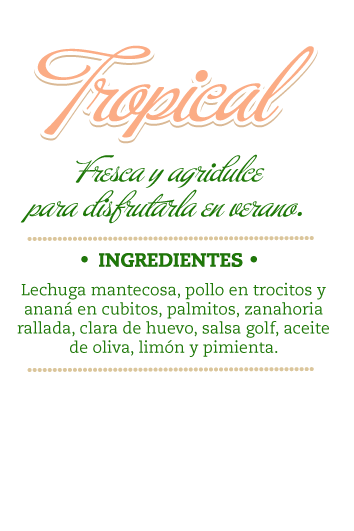 Tropical
Fresca y agridulce
para disfrutarla en verano.
• INGREDIENTES •
Lechuga mantecosa, pollo en trocitos y
ananá en cubitos, palmitos, zanahoria
rallada, clara de huevo, salsa golf, aceite
de oliva, limón y pimienta.